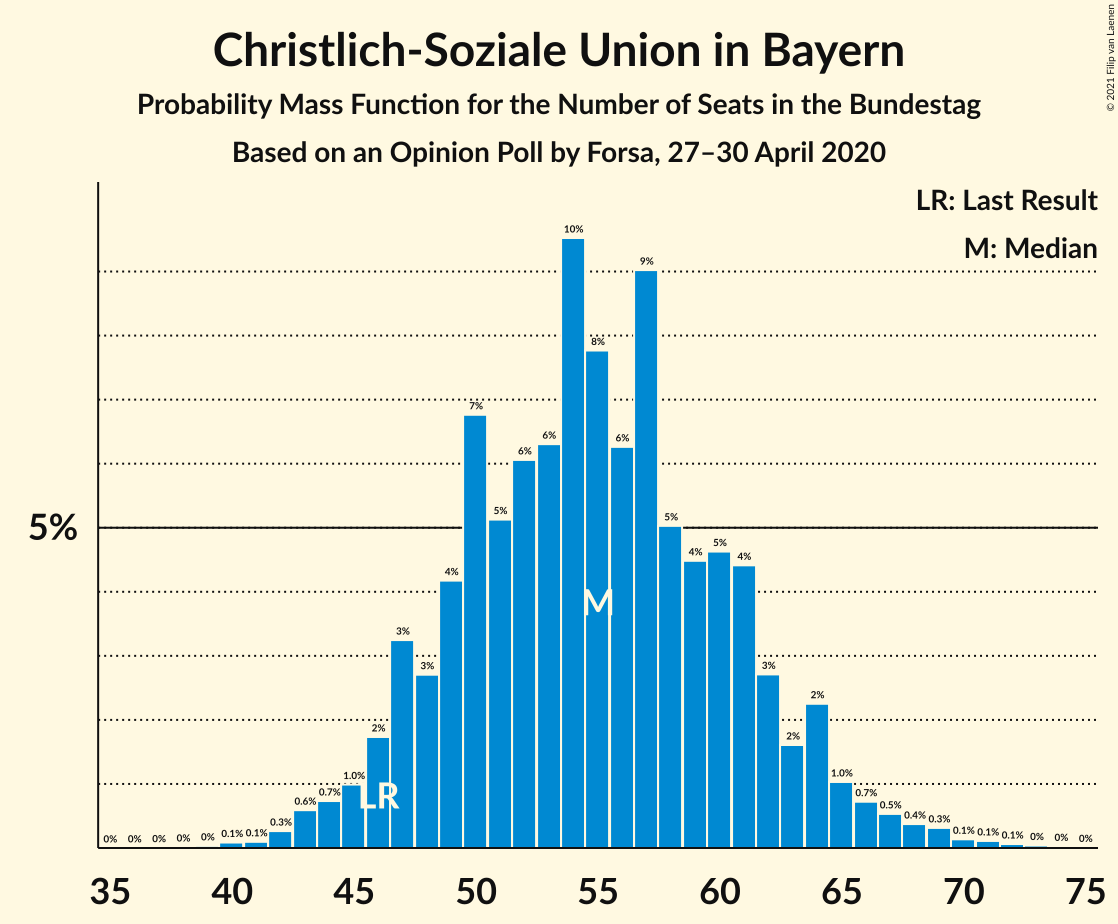 Christlich-Soziale Union in Bayern
Probability Mass Function for the Number of Seats in the Bundestag
Based on an Opinion Poll by Forsa, 27–30 April 2020
© 2021 Filip van Laenen
LR: Last Result
M: Median
5%
0% 0% 0% 0% 0% 0.1% 0.1% 0.3% 0.6% 0.7% 1.0% 2% 3% 3% 4% 7% 5% 6% 6% 10% 8% 6% 9% 5% 4% 5% 4% 3% 2% 2% 1.0% 0.7% 0.5% 0.4% 0.3% 0.1% 0.1% 0.1% 0% 0% 0%
M
LR
35 40 45 50 55 60 65 70 75